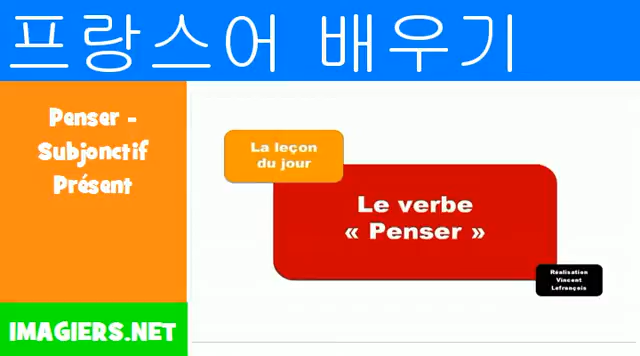 프랑스어 배우기
Penser -
Subjonctif
Présent
La leçon
du jour
Le verbe
« Penser »
Réalisation
Vincent
Lefrançois
IMAGIERS.NET